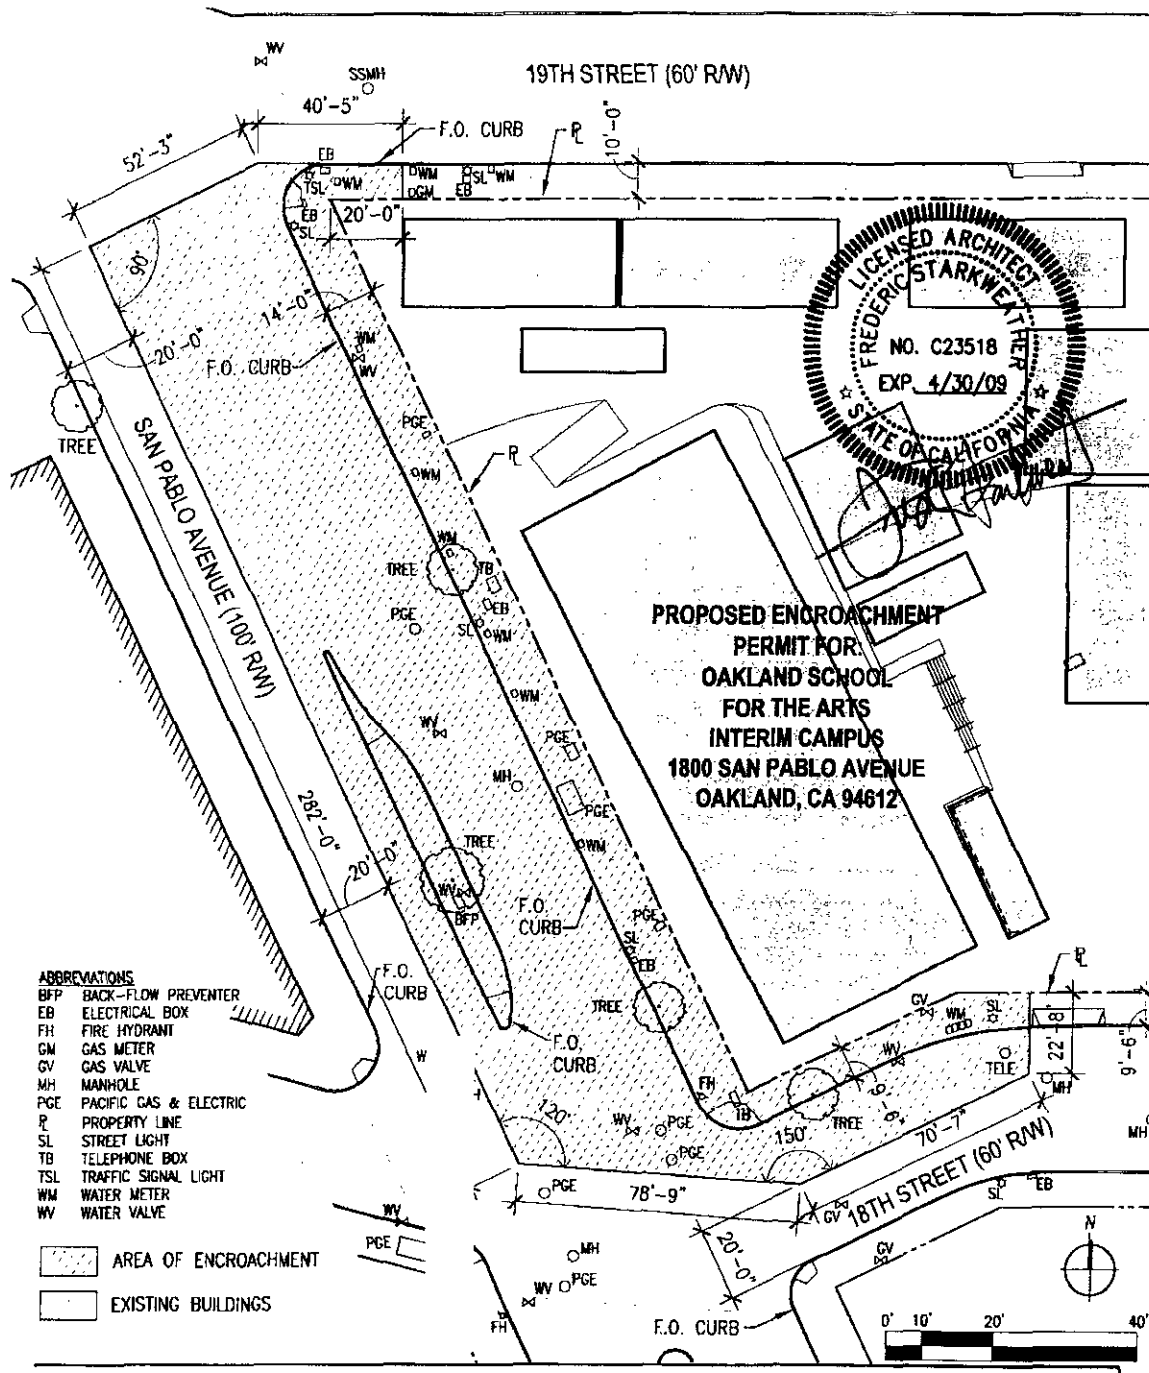 WV
SSMH
19TH STREET (60' R/W)
40'-5"
52'-3"
F.O. CURB
PL
10'-0"
EB
TSL
WM
WM
GM
SL
EB
WM
EB
SL
20'-0"
90'
14'-0"
20'-0"
F.O. CURB
WM
WV
TREE
PGE
WM
PL
SAN PABLO AVENUE (100' R/W)
LICENSED ARCHITECT
FREDERIC STARKWEATHER
NO. C23518
EXP. 4/30/09
STATE OF CALIFORNIA
WM
TREE
TB
PGE
EB
SL
WM
WM
WV
PGE
MH
PGE
WM
PROPOSED ENCROACHMENT
PERMIT FOR:
OAKLAND SCHOOL
FOR THE ARTS
INTERIM CAMPUS
1800 SAN PABLO AVENUE
OAKLAND, CA 94612
282'-0"
20'-0"
TREE
WV
BFP
F.O.
CURB
PGE
SL
EB
TREE
F.O.
CURB
F.O.
CURB
W
PL
GV
WM
SL
WV
TELE
22'-8'
9'-6"
MH
MH
FH
TB
TREE
9'-6"
120'
WV
PGE
PGE
150'
70'-7"
18TH STREET (60' R/W)
78'-9"
PGE
GV
20'-0"
SL
EB
GV
WV
PGE
MH
PGE
WV
FH
F.O. CURB
N
0' 10' 20' 40'
ABBREVIATIONS
BFP BACK-FLOW PREVENTER
EB ELECTRICAL BOX
FH FIRE HYDRANT
GM GAS METER
GV GAS VALVE
MH MANHOLE
PGE PACIFIC GAS & ELECTRIC
PL PROPERTY LINE
SL STREET LIGHT
TB TELEPHONE BOX
TSL TRAFFIC SIGNAL LIGHT
WM WATER METER
WV WATER VALVE
AREA OF ENCROACHMENT
EXISTING BUILDINGS